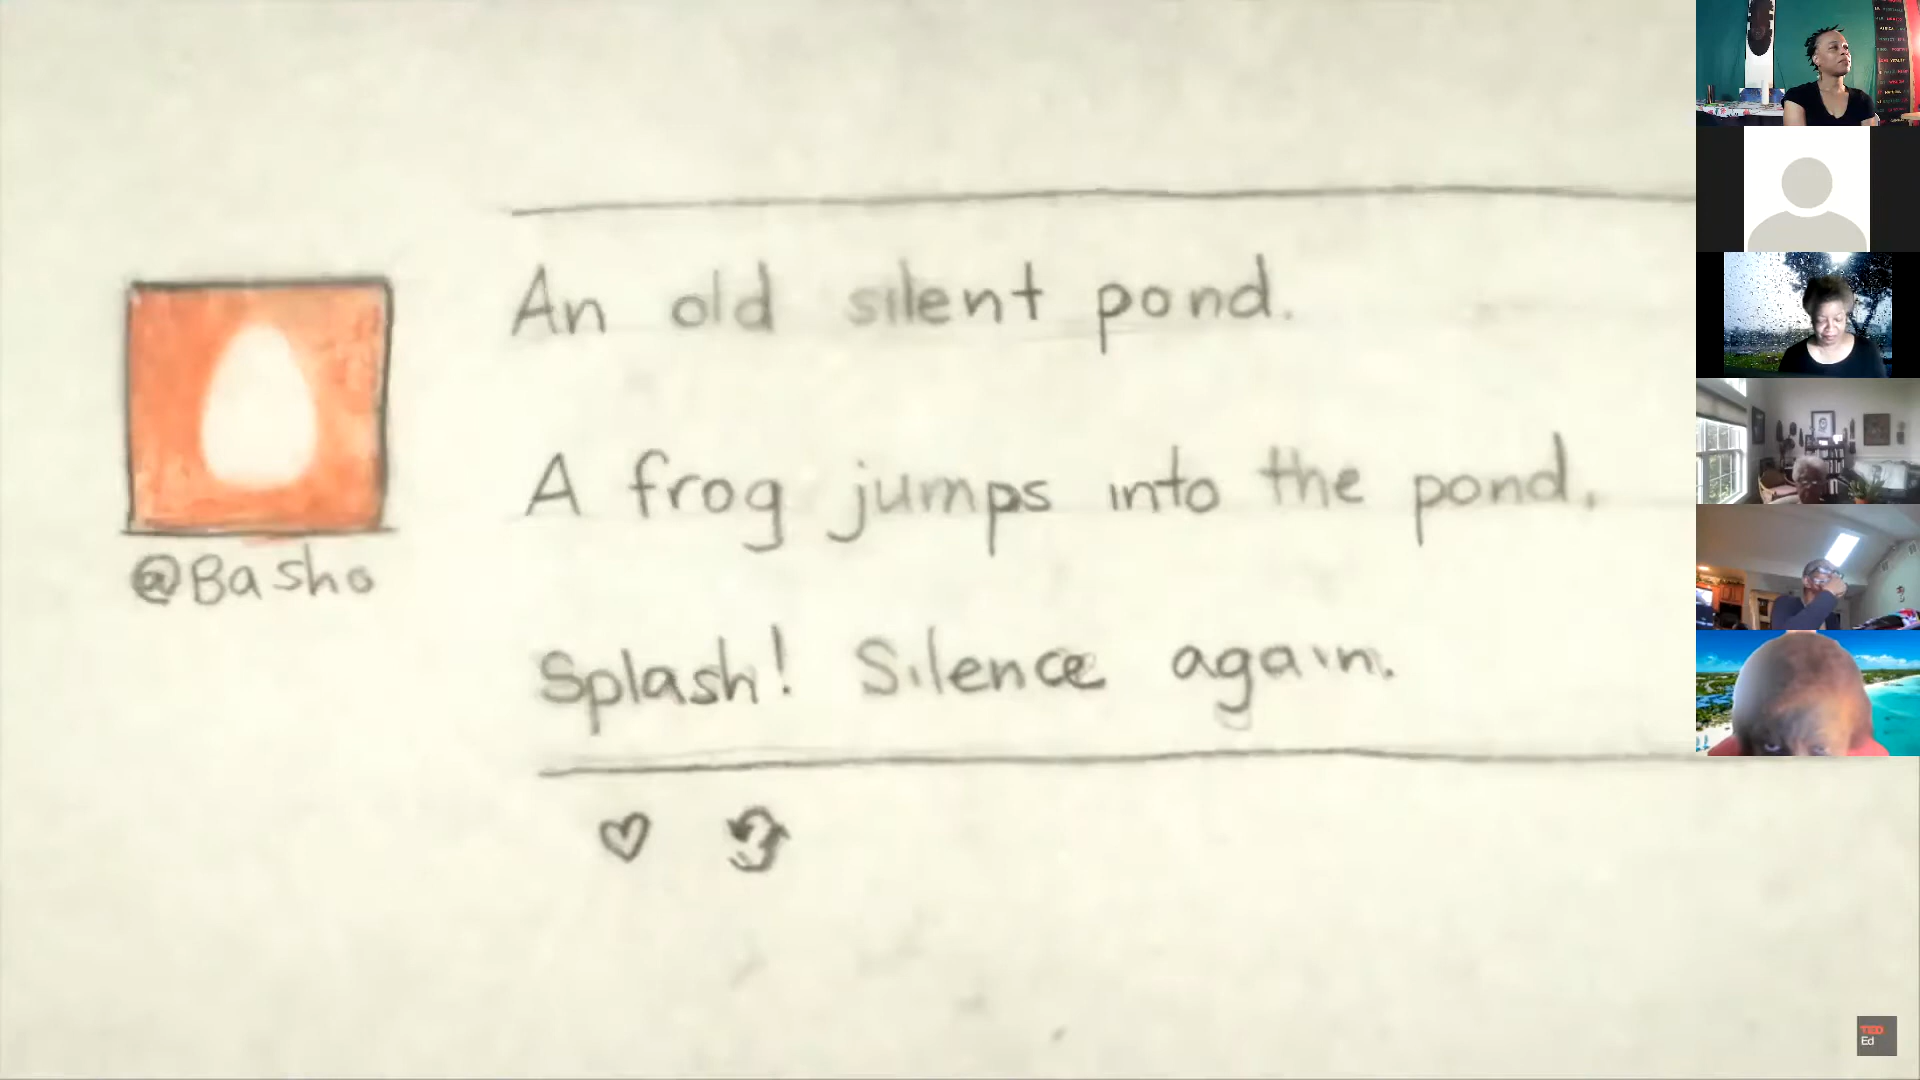 An old silent pond.
A frog jumps into the pond.
@Basho
Splash! Silence again.
TED
Ed